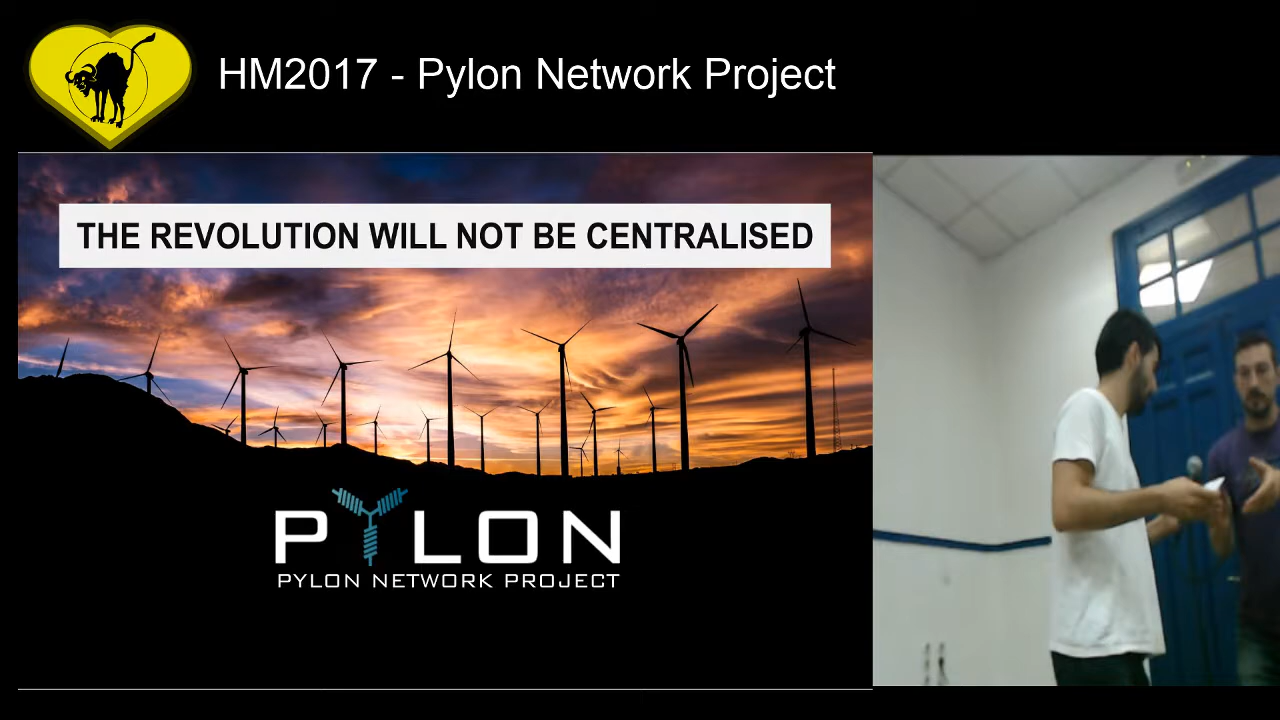 HM2017 - Pylon Network Project
THE REVOLUTION WILL NOT BE CENTRALISED
PYLON
PYLON NETWORK PROJECT